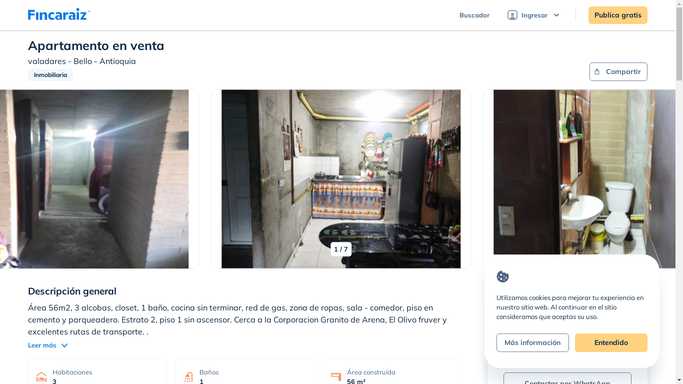 Fincaraiz
Buscador
Ingresar
Publica gratis
Apartamento en venta
valadares - Bello - Antioquia
Inmobiliaria
Compartir
1 / 7
Descripción general
Área 56m2, 3 alcobas, closet, 1 baño, cocina sin terminar, red de gas, zona de ropas, sala - comedor, piso en
cemento y parqueadero. Estrato 2, piso 1 sin ascensor. Cerca a la Corporacion Granito de Arena, El Olivo fruver y
excelentes rutas de transporte. .
Leer más
Habitaciones
3
Baños
1
Área construida
56 m²
Utilizamos cookies para mejorar tu experiencia en
nuestro sitio web. Al continuar en el sitio
consideramos que aceptas su uso.
Más información
Entendido
Contactar por WhatsApp